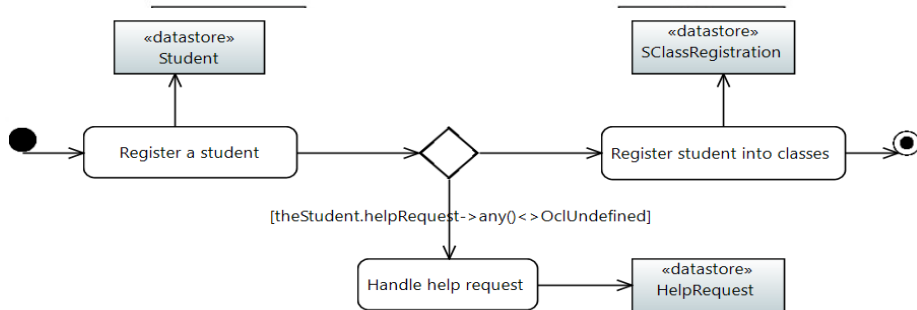 «datastore»
Student
«datastore»
SClassRegistration
Register a student
Register student into classes
[theStudent.helpRequest->any()<>OclUndefined]
Handle help request
«datastore»
HelpRequest